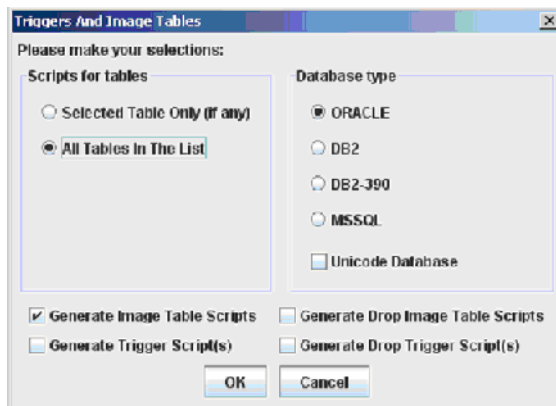 Triggers And Image Tables
Please make your selections:
Scripts for tables
Selected Table Only (if any)
All Tables In The List
Database type
ORACLE
DB2
DB2-390
MSSQL
Unicode Database
Generate Image Table Scripts
Generate Drop Image Table Scripts
Generate Trigger Script(s)
Generate Drop Trigger Script(s)
OK
Cancel